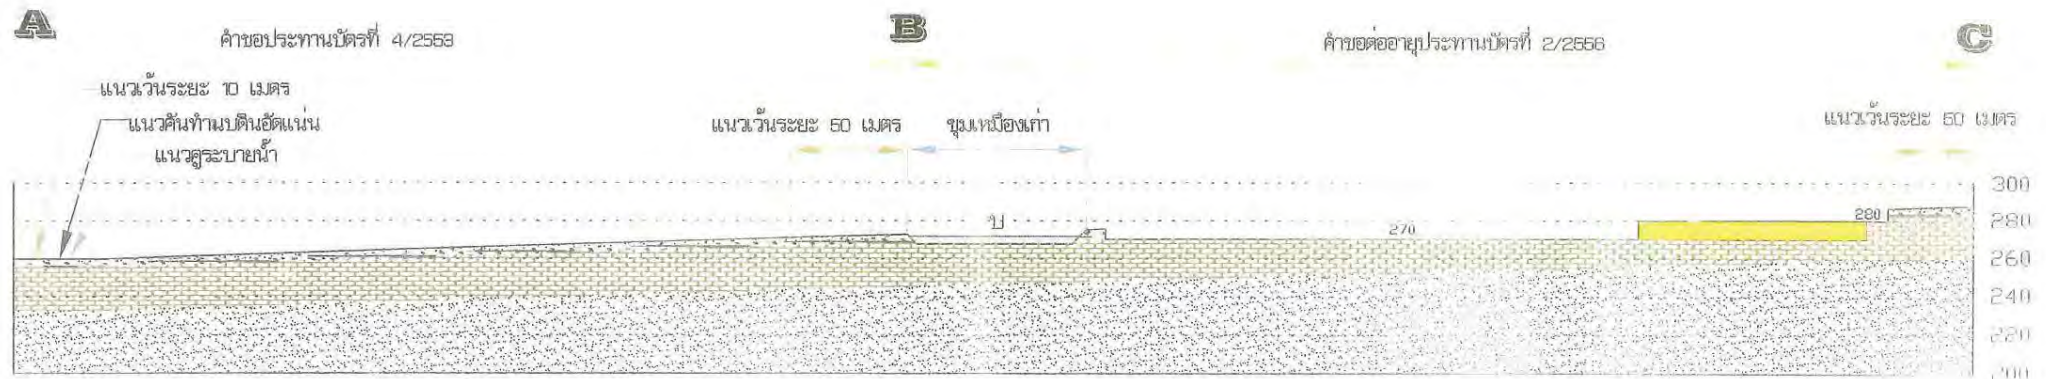 A
B
C
คำขอประทานบัตรที่ 4/2553
คำขอต่ออายุประทานบัตรที่ 2/2556
แนวเว้นระยะ 10 เมตร
แนวคันทำนบดินอัดแน่น
แนวคูระบายน้ำ
แนวเว้นระยะ 50 เมตร
ขุมเหมืองเก่า
แนวเว้นระยะ 50 เมตร
300
280
260
240
220
200
บ
270
280